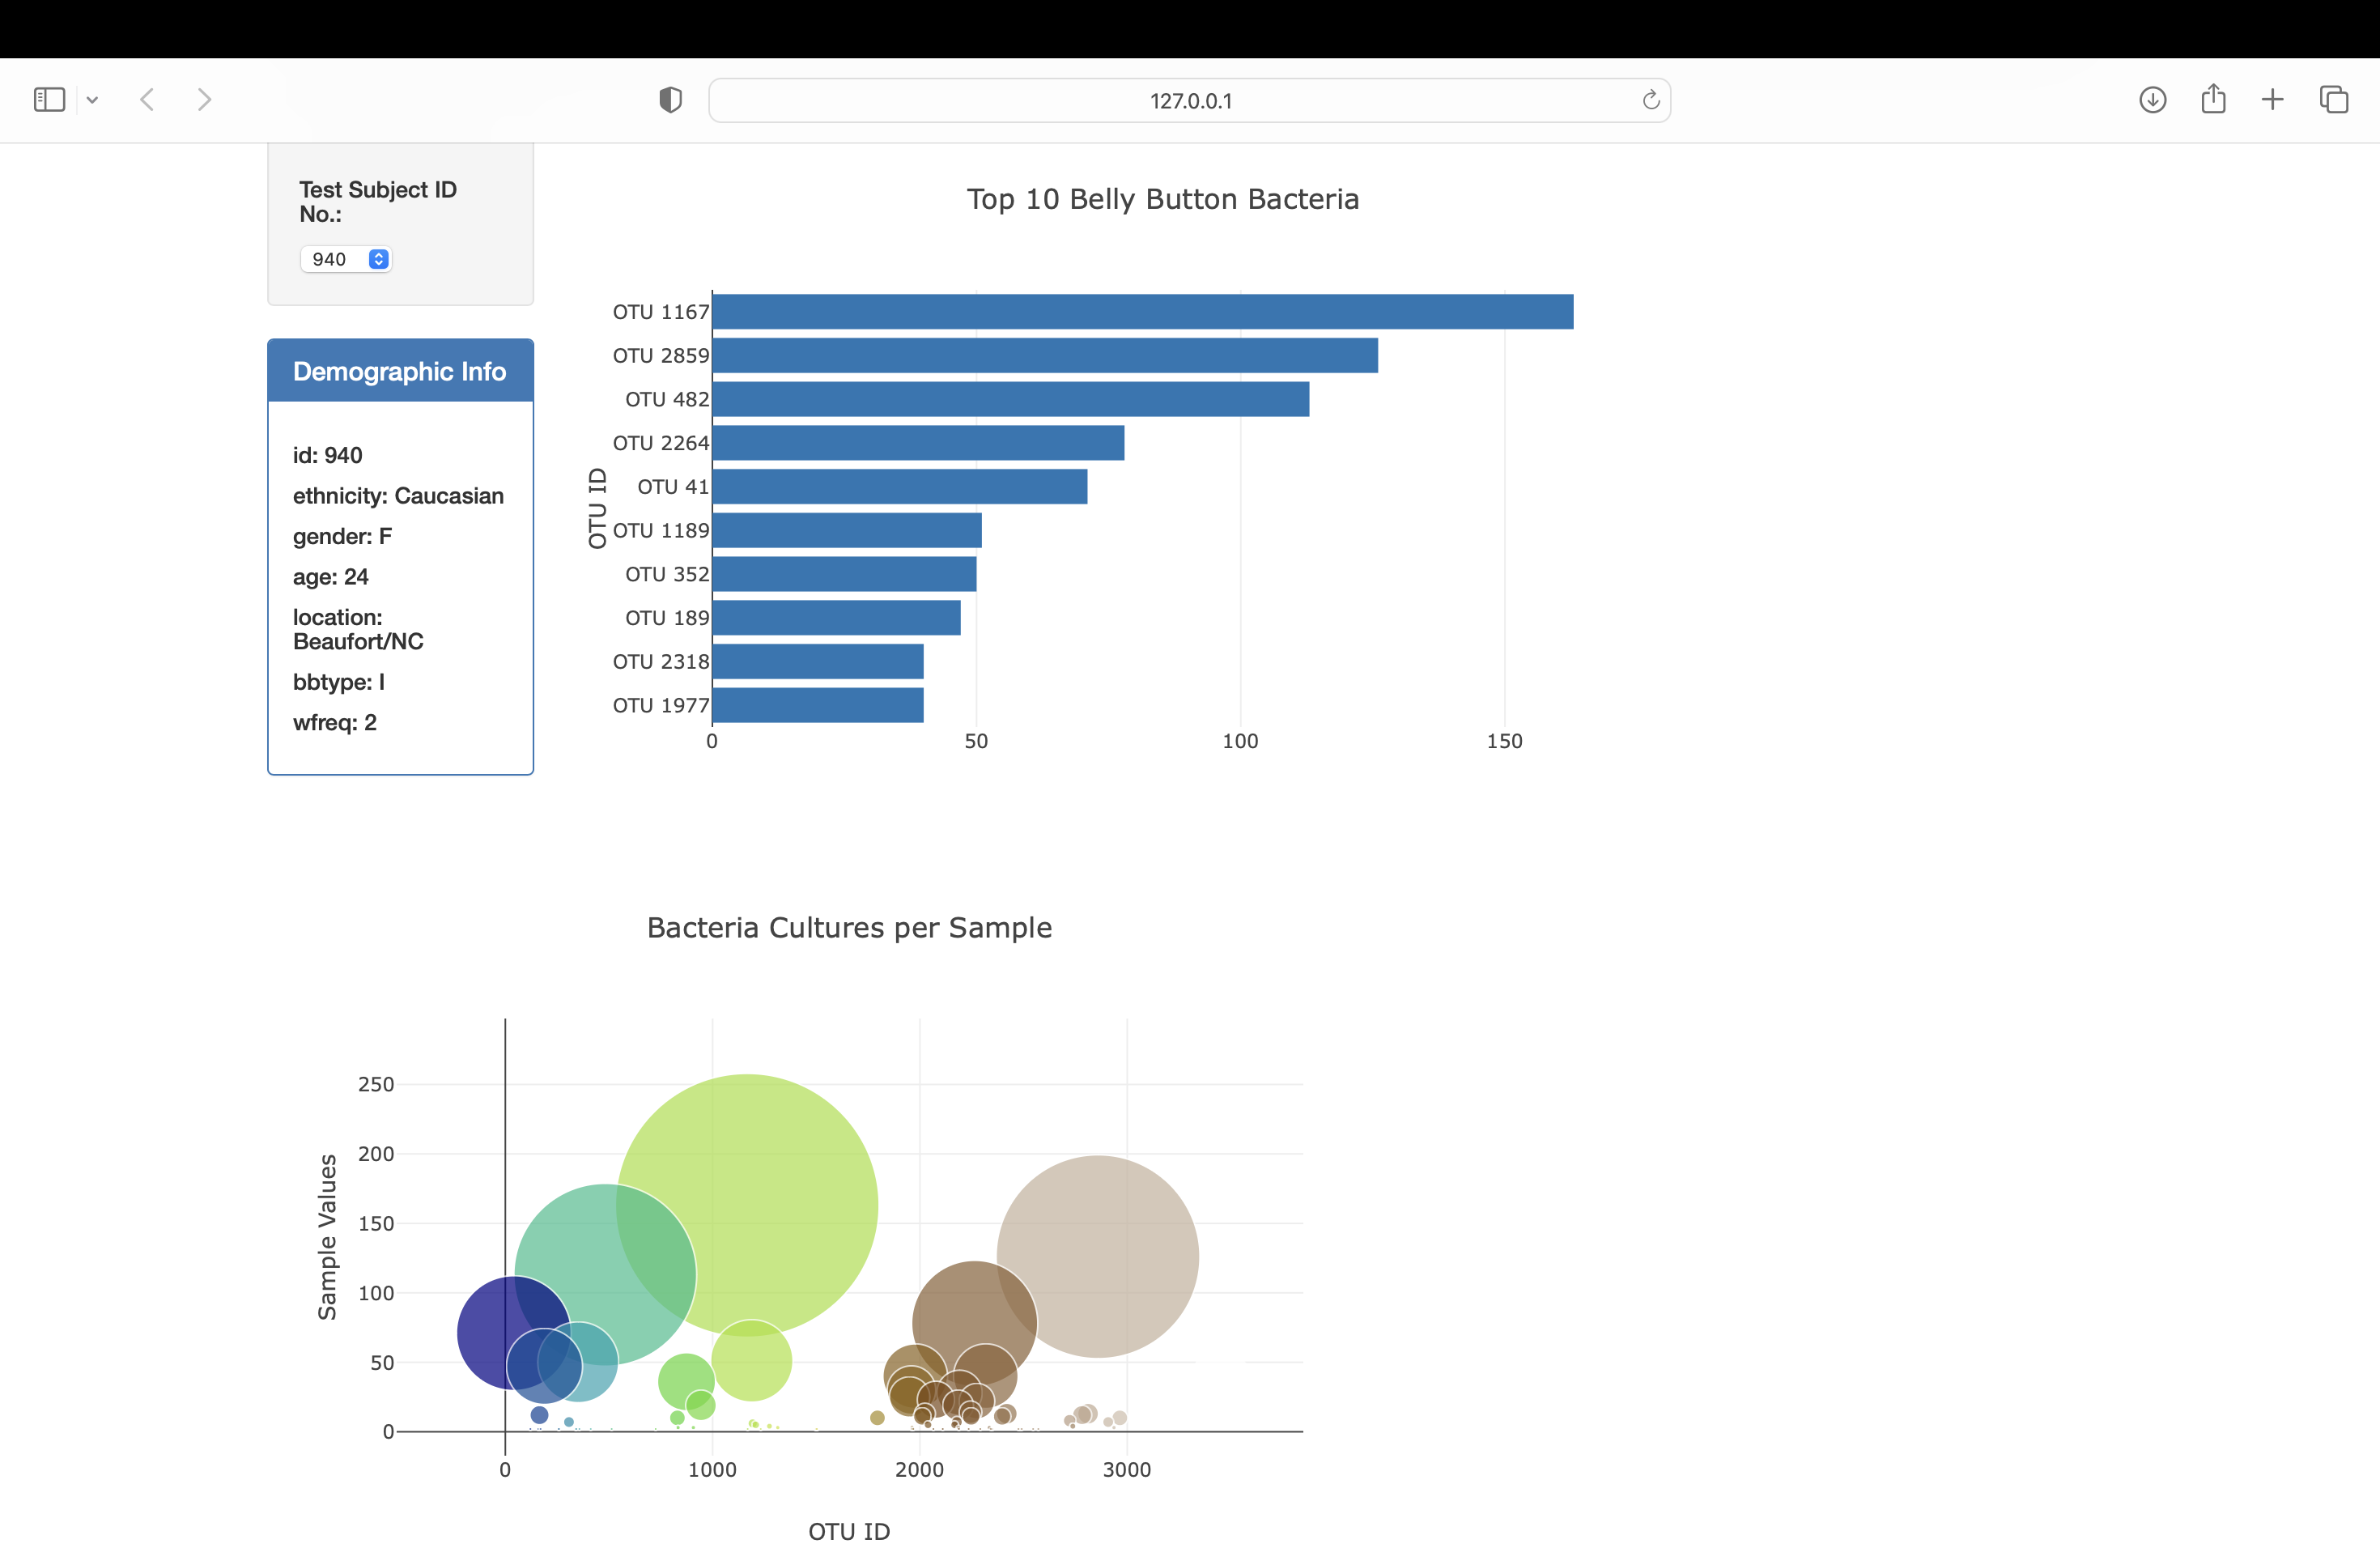 127.0.0.1
Test Subject ID
No.:
940
Demographic Info
id: 940
ethnicity: Caucasian
gender: F
age: 24
location:
Beaufort/NC
bbtype: I
wfreq: 2
Top 10 Belly Button Bacteria
OTU ID
OTU 1167
OTU 2859
OTU 482
OTU 2264
OTU 41
OTU 1189
OTU 352
OTU 189
OTU 2318
OTU 1977
0 50 100 150
Bacteria Cultures per Sample
Sample Values
250
200
150
100
50
0
0 1000 2000 3000
OTU ID